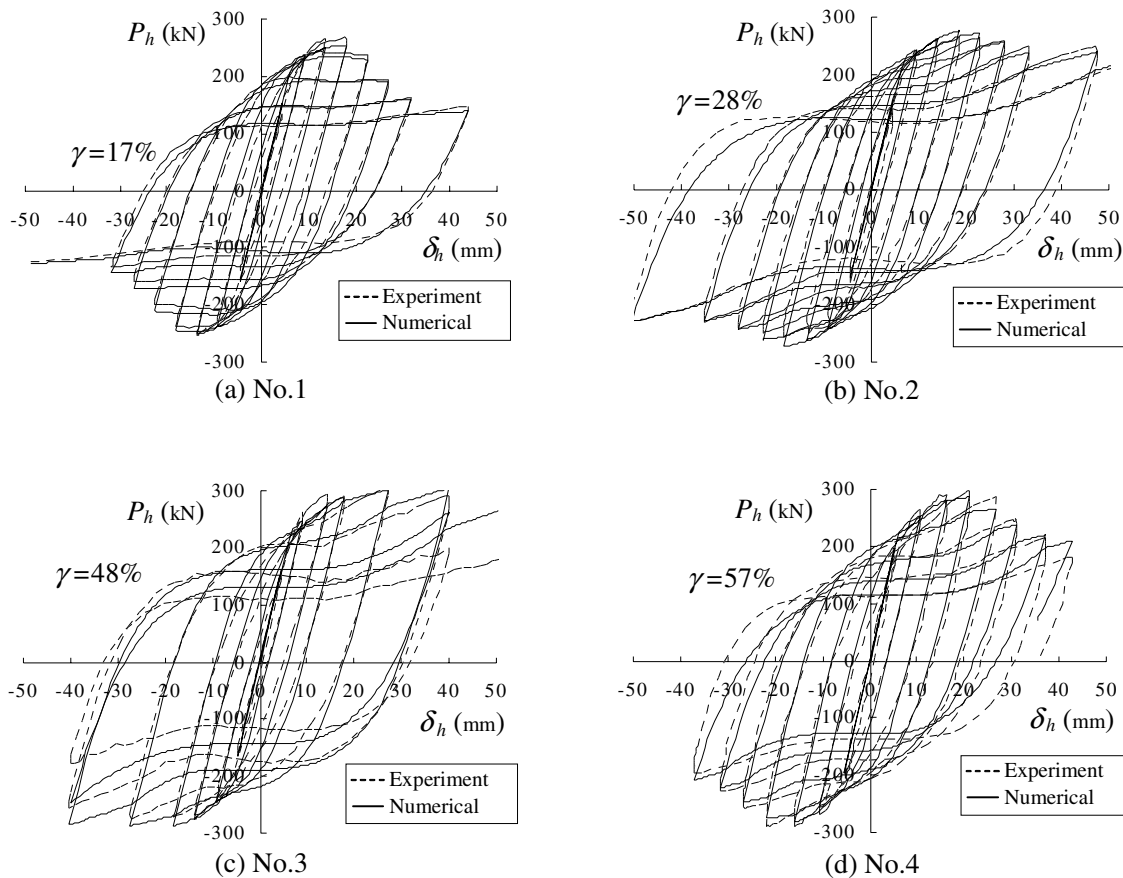 P_h (kN)
300
200
100
0
-100
-200
-300
-50 -40 -30 -20 -10 0 10 20 30 40 50
δ_h (mm)
γ=17%
Experiment
Numerical
(a) No.1
P_h (kN)
300
200
100
0
-100
-200
-300
-50 -40 -30 -20 -10 0 10 20 30 40 50
δ_h (mm)
γ=28%
Experiment
Numerical
(b) No.2
P_h (kN)
300
200
100
0
-100
-200
-300
-50 -40 -30 -20 -10 0 10 20 30 40 50
δ_h (mm)
γ=48%
Experiment
Numerical
(c) No.3
P_h (kN)
300
200
100
0
-100
-200
-300
-50 -40 -30 -20 -10 0 10 20 30 40 50
δ_h (mm)
γ=57%
Experiment
Numerical
(d) No.4